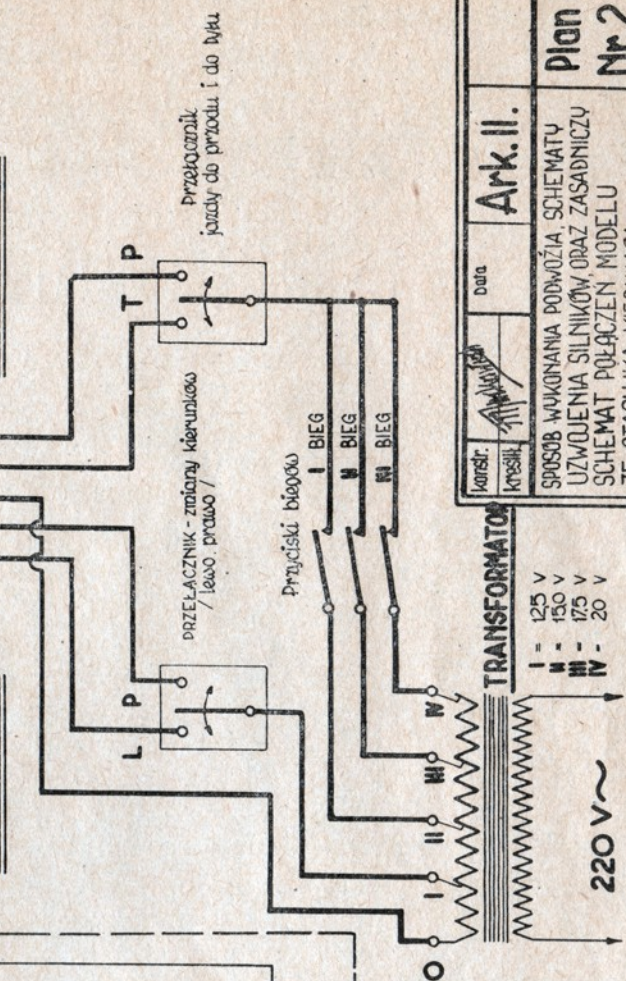 Przełącznik
jazdy do przodu i do tyłu
T P
PRZEŁĄCZNIK - zmiany kierunków
/ lewo prawo /
L P
Przyciski biegów
I BIEG
II BIEG
III BIEG
O I II III IV
TRANSFORMATOR
I = 12,5 V
II = 15,0 V
III - 17,5 V
IV - 20 V
220 V~
konstr.
kreślił
Data
Ark. II.
SPOSÓB WYKONANIA PODWOZIA, SCHEMATY
UZWOJENIA SILNIKÓW, ORAZ ZASADNICZY
SCHEMAT POŁĄCZEŃ MODELU
Plan
Nr 2